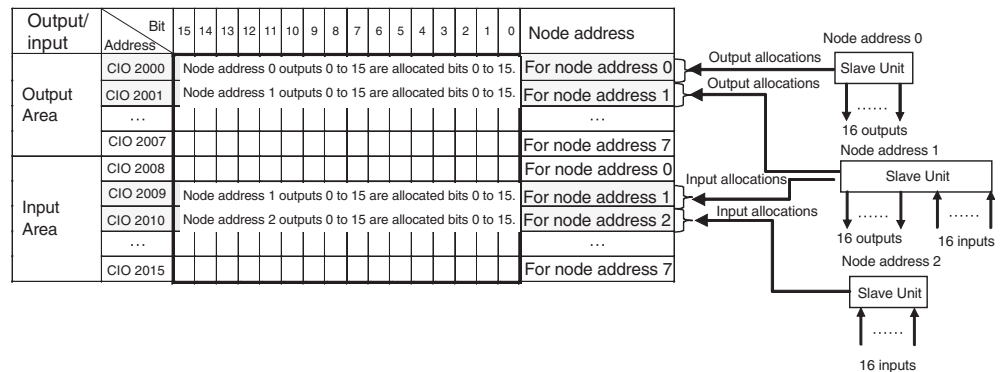 Output/
input
Bit
Address
15 14 13 12 11 10 9 8 7 6 5 4 3 2 1 0
Node address
Output
Area
CIO 2000
Node address 0 outputs 0 to 15 are allocated bits 0 to 15.
For node address 0
CIO 2001
Node address 1 outputs 0 to 15 are allocated bits 0 to 15.
For node address 1
...
...
CIO 2007
For node address 7
Input
Area
CIO 2008
For node address 0
CIO 2009
Node address 1 outputs 0 to 15 are allocated bits 0 to 15.
For node address 1
CIO 2010
Node address 2 outputs 0 to 15 are allocated bits 0 to 15.
For node address 2
...
...
CIO 2015
For node address 7
Output allocations
Output allocations
Input allocations
Input allocations
Node address 0
Slave Unit
......
16 outputs
Node address 1
Slave Unit
......
......
16 outputs
16 inputs
Node address 2
Slave Unit
......
16 inputs